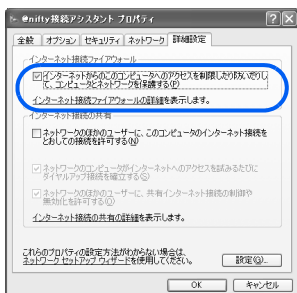 @nifty接続アシスタント プロパティ
全般 オプション セキュリティ ネットワーク 詳細設定
インターネット接続ファイアウォール
インターネットからのこのコンピュータへのアクセスを制限したり防いだりし
て、コンピュータとネットワークを保護する(P)
インターネット接続ファイアウォールの詳細を表示します。
インターネット接続の共有
ネットワークのほかのユーザーに、このコンピュータのインターネット接続を
とおしての接続を許可する(N)
ネットワークのコンピュータがインターネットへのアクセスを試みるたびに
ダイヤルアップ接続を確立する(S)
ネットワークのほかのユーザーに、共有インターネット接続の制御や
無効化を許可する(O)
インターネット接続の共有の詳細を表示します。
これらのプロパティの設定方法がわからない場合は、
ネットワーク セットアップ ウィザードを使用してください。
設定(G)...
OK キャンセル